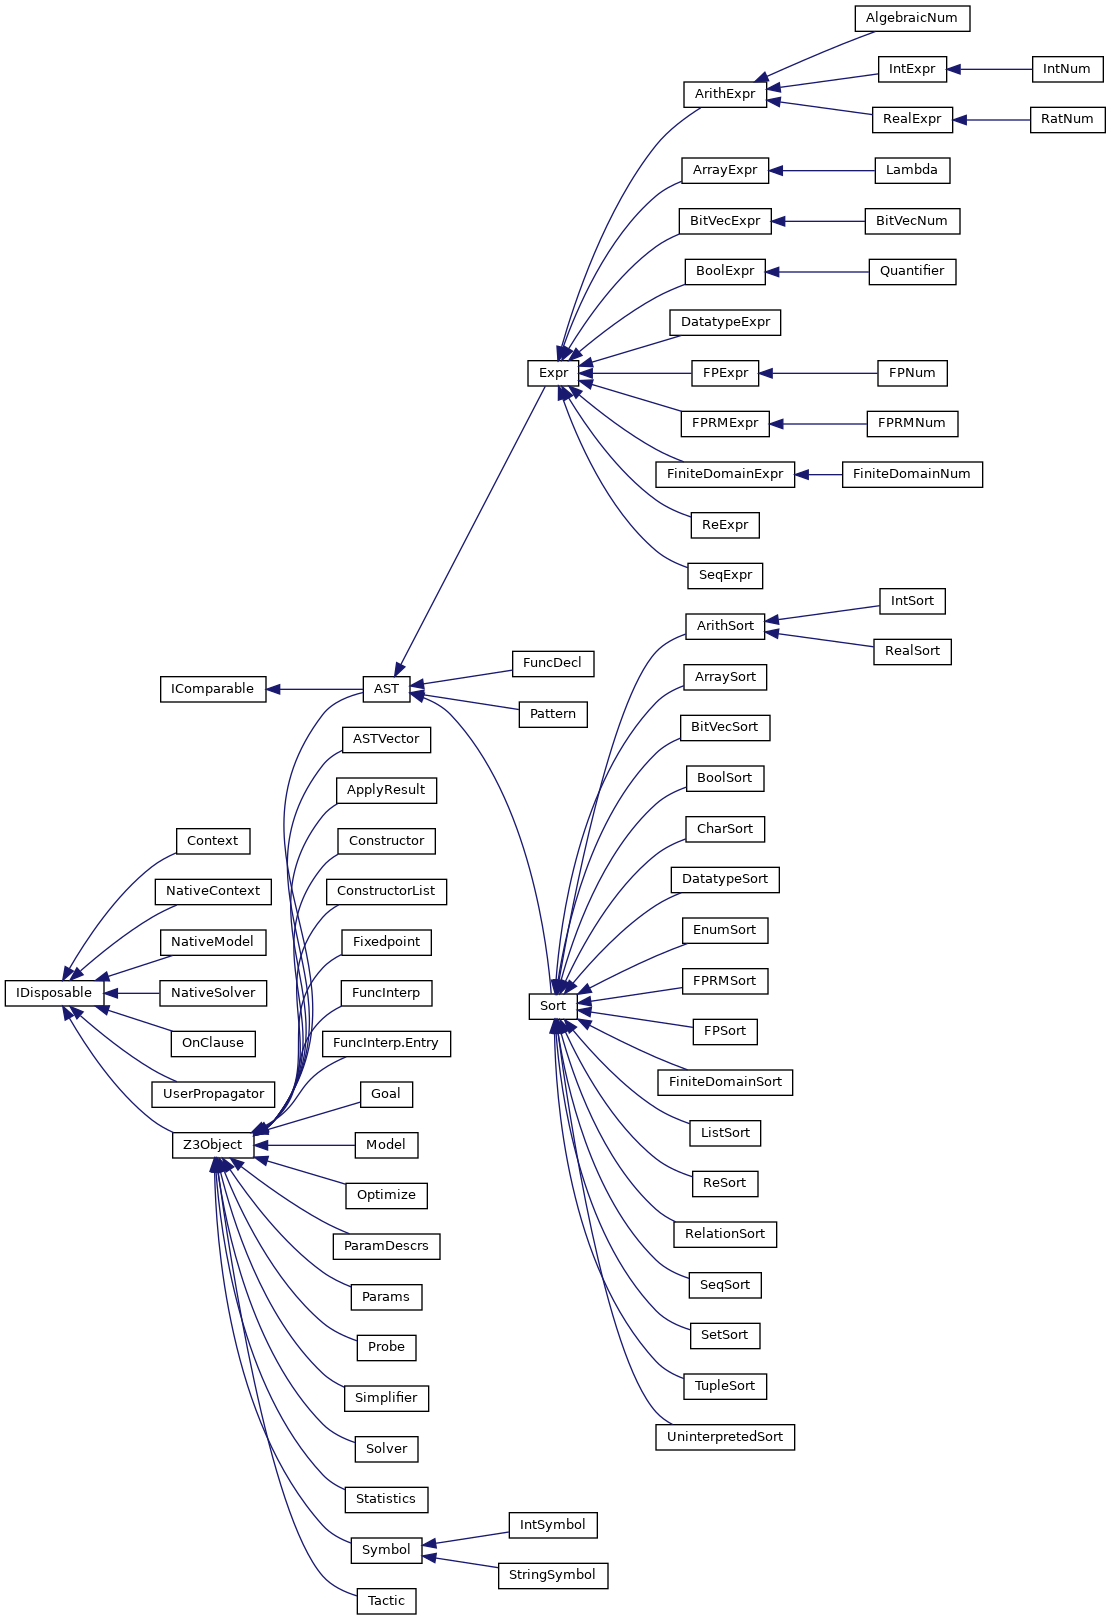 AlgebraicNum
IntExpr
IntNum
ArithExpr
RealExpr
RatNum
ArrayExpr
Lambda
BitVecExpr
BitVecNum
BoolExpr
Quantifier
DatatypeExpr
Expr
FPExpr
FPNum
FPRMExpr
FPRMNum
FiniteDomainExpr
FiniteDomainNum
ReExpr
SeqExpr
IntSort
ArithSort
RealSort
FuncDecl
IComparable
AST
ArraySort
Pattern
BitVecSort
ASTVector
BoolSort
ApplyResult
CharSort
Context
Constructor
DatatypeSort
NativeContext
ConstructorList
EnumSort
NativeModel
Fixedpoint
FPRMSort
IDisposable
NativeSolver
FuncInterp
Sort
FPSort
OnClause
FuncInterp.Entry
FiniteDomainSort
UserPropagator
Goal
ListSort
Z3Object
Model
ReSort
Optimize
RelationSort
ParamDescrs
SeqSort
Params
SetSort
Probe
TupleSort
Simplifier
UninterpretedSort
Solver
Statistics
IntSymbol
Symbol
StringSymbol
Tactic